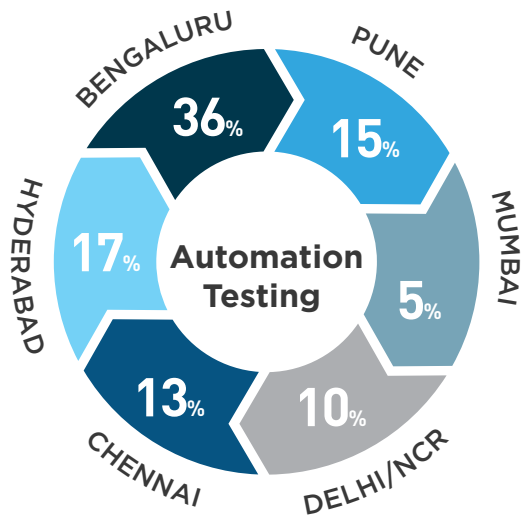 BENGALURU
36%
PUNE
15%
MUMBAI
5%
DELHI/NCR
10%
CHENNAI
13%
HYDERABAD
17%
Automation
Testing